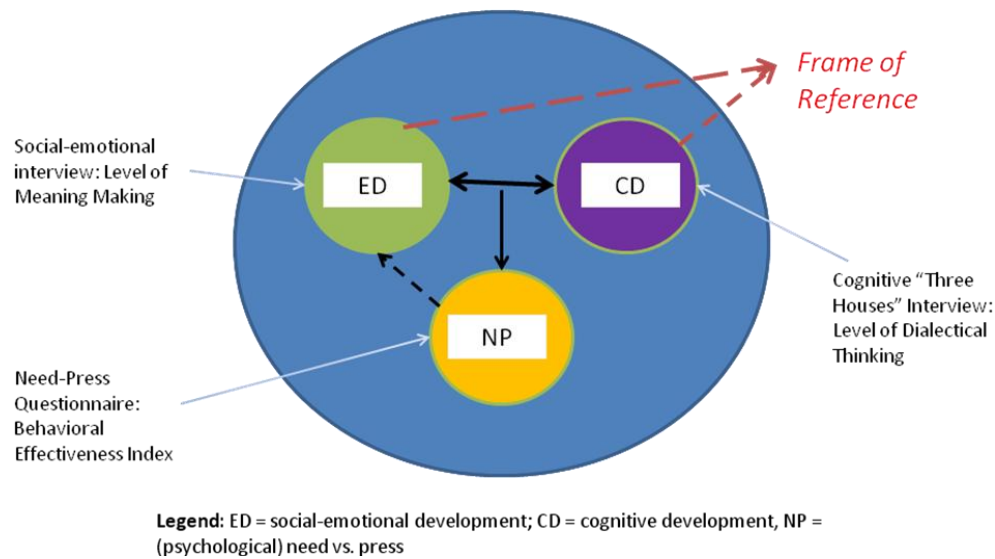 Frame of
Reference
Social-emotional
interview: Level of
Meaning Making
ED
CD
Cognitive “Three
Houses” Interview:
Level of Dialectical
Thinking
NP
Need-Press
Questionnaire:
Behavioral
Effectiveness Index
Legend: ED = social-emotional development; CD = cognitive development, NP =
(psychological) need vs. press